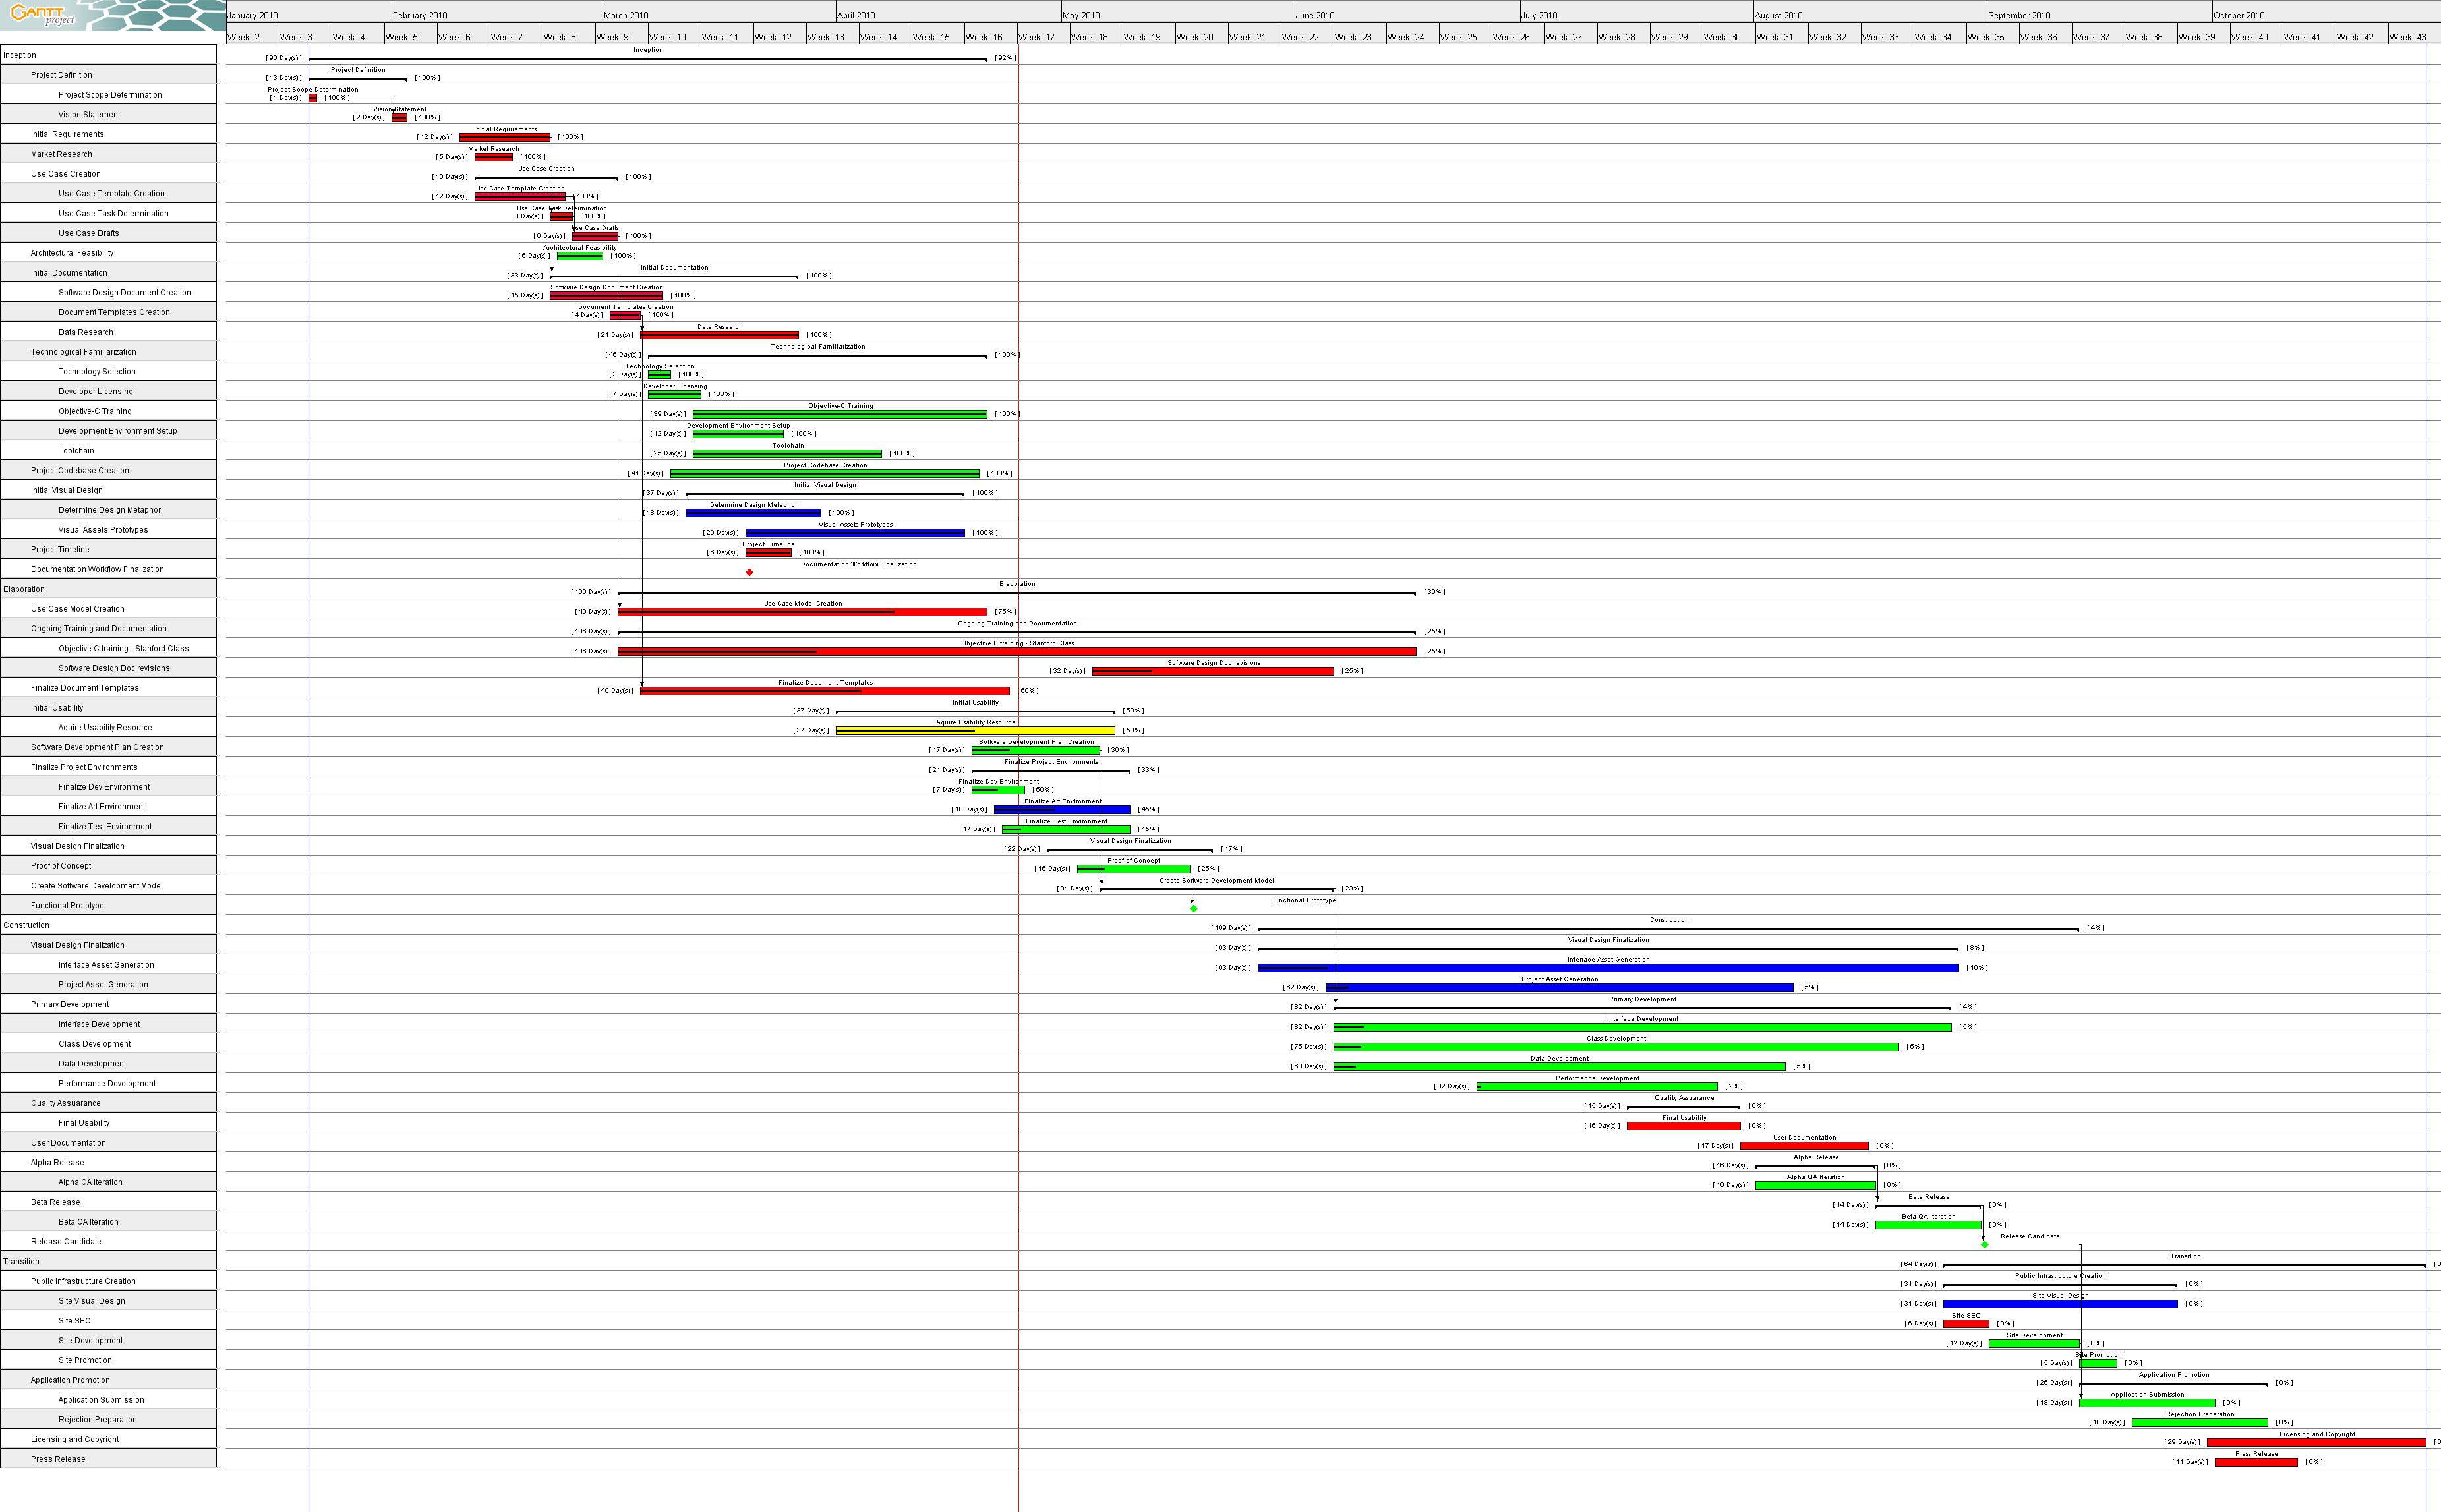 GANTT project
January 2010 February 2010 March 2010 April 2010 May 2010 June 2010 July 2010 August 2010 September 2010 October 2010
Week 2 Week 3 Week 4 Week 5 Week 6 Week 7 Week 8 Week 9 Week 10 Week 11 Week 12 Week 13 Week 14 Week 15 Week 16 Week 17 Week 18 Week 19 Week 20 Week 21 Week 22 Week 23 Week 24 Week 25 Week 26 Week 27 Week 28 Week 29 Week 30 Week 31 Week 32 Week 33 Week 34 Week 35 Week 36 Week 37 Week 38 Week 39 Week 40 Week 41 Week 42 Week 43
Inception [90 Day(s)] Inception [92%]
Project Definition [13 Day(s)] Project Definition [100%]
Project Scope Determination [1 Day(s)] Project Scope Determination [100%]
Vision Statement [2 Day(s)] Vision Statement [100%]
Initial Requirements [12 Day(s)] Initial Requirements [100%]
Market Research [5 Day(s)] Market Research [100%]
Use Case Creation [19 Day(s)] Use Case Creation [100%]
Use Case Template Creation [12 Day(s)] Use Case Template Creation [100%]
Use Case Task Determination [3 Day(s)] Use Case Task Determination [100%]
Use Case Drafts [6 Day(s)] Use Case Drafts [100%]
Architectural Feasibility [6 Day(s)] Architectural Feasibility [100%]
Initial Documentation [33 Day(s)] Initial Documentation [100%]
Software Design Document Creation [15 Day(s)] Software Design Document Creation [100%]
Document Templates Creation [4 Day(s)] Document Templates Creation [100%]
Data Research [21 Day(s)] Data Research [100%]
Technological Familiarization [45 Day(s)] Technological Familiarization [100%]
Technology Selection [3 Day(s)] Technology Selection [100%]
Developer Licensing [7 Day(s)] Developer Licensing [100%]
Objective-C Training [39 Day(s)] Objective-C Training [100%]
Development Environment Setup [12 Day(s)] Development Environment Setup [100%]
Toolchain [25 Day(s)] Toolchain [100%]
Project Codebase Creation [41 Day(s)] Project Codebase Creation [100%]
Initial Visual Design [37 Day(s)] Initial Visual Design [100%]
Determine Design Metaphor [18 Day(s)] Determine Design Metaphor [100%]
Visual Assets Prototypes [29 Day(s)] Visual Assets Prototypes [100%]
Project Timeline [6 Day(s)] Project Timeline [100%]
Documentation Workflow Finalization Documentation Workflow Finalization
Elaboration [106 Day(s)] Elaboration [36%]
Use Case Model Creation [49 Day(s)] Use Case Model Creation [75%]
Ongoing Training and Documentation [106 Day(s)] Ongoing Training and Documentation [25%]
Objective C training - Stanford Class [106 Day(s)] Objective C training - Stanford Class [25%]
Software Design Doc revisions [32 Day(s)] Software Design Doc revisions [25%]
Finalize Document Templates [49 Day(s)] Finalize Document Templates [60%]
Initial Usability [37 Day(s)] Initial Usability [50%]
Aquire Usability Resource [37 Day(s)] Aquire Usability Resource [50%]
Software Development Plan Creation [17 Day(s)] Software Development Plan Creation [30%]
Finalize Project Environments [21 Day(s)] Finalize Project Environments [33%]
Finalize Dev Environment [7 Day(s)] Finalize Dev Environment [50%]
Finalize Art Environment [18 Day(s)] Finalize Art Environment [45%]
Finalize Test Environment [17 Day(s)] Finalize Test Environment [15%]
Visual Design Finalization [22 Day(s)] Visual Design Finalization [17%]
Proof of Concept [15 Day(s)] Proof of Concept [25%]
Create Software Development Model [31 Day(s)] Create Software Development Model [23%]
Functional Prototype Functional Prototype
Construction [109 Day(s)] Construction [4%]
Visual Design Finalization [93 Day(s)] Visual Design Finalization [8%]
Interface Asset Generation [93 Day(s)] Interface Asset Generation [10%]
Project Asset Generation [62 Day(s)] Project Asset Generation [5%]
Primary Development [82 Day(s)] Primary Development [4%]
Interface Development [82 Day(s)] Interface Development [5%]
Class Development [75 Day(s)] Class Development [5%]
Data Development [60 Day(s)] Data Development [5%]
Performance Development [32 Day(s)] Performance Development [2%]
Quality Assuarance [15 Day(s)] Quality Assuarance [0%]
Final Usability [15 Day(s)] Final Usability [0%]
User Documentation [17 Day(s)] User Documentation [0%]
Alpha Release [16 Day(s)] Alpha Release [0%]
Alpha QA Iteration [16 Day(s)] Alpha QA Iteration [0%]
Beta Release [14 Day(s)] Beta Release [0%]
Beta QA Iteration [14 Day(s)] Beta QA Iteration [0%]
Release Candidate Release Candidate
Transition [64 Day(s)] Transition [0
Public Infrastructure Creation [31 Day(s)] Public Infrastructure Creation [0%]
Site Visual Design [31 Day(s)] Site Visual Design [0%]
Site SEO [6 Day(s)] Site SEO [0%]
Site Development [12 Day(s)] Site Development [0%]
Site Promotion [5 Day(s)] Site Promotion [0%]
Application Promotion [25 Day(s)] Application Promotion [0%]
Application Submission [18 Day(s)] Application Submission [0%]
Rejection Preparation [18 Day(s)] Rejection Preparation [0%]
Licensing and Copyright [29 Day(s)] Licensing and Copyright [0
Press Release [11 Day(s)] Press Release [0%]